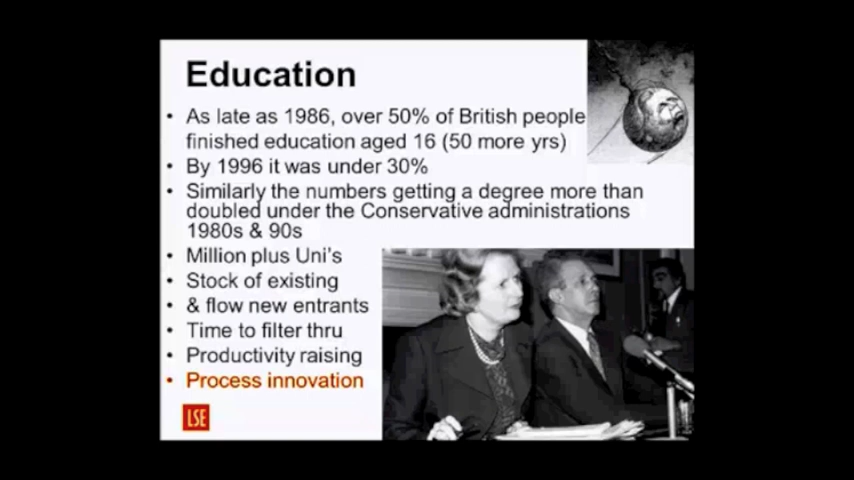 Education
• As late as 1986, over 50% of British people
finished education aged 16 (50 more yrs)
• By 1996 it was under 30%
• Similarly the numbers getting a degree more than
doubled under the Conservative administrations
1980s & 90s
• Million plus Uni's
• Stock of existing
• & flow new entrants
• Time to filter thru
• Productivity raising
• Process innovation
LSE